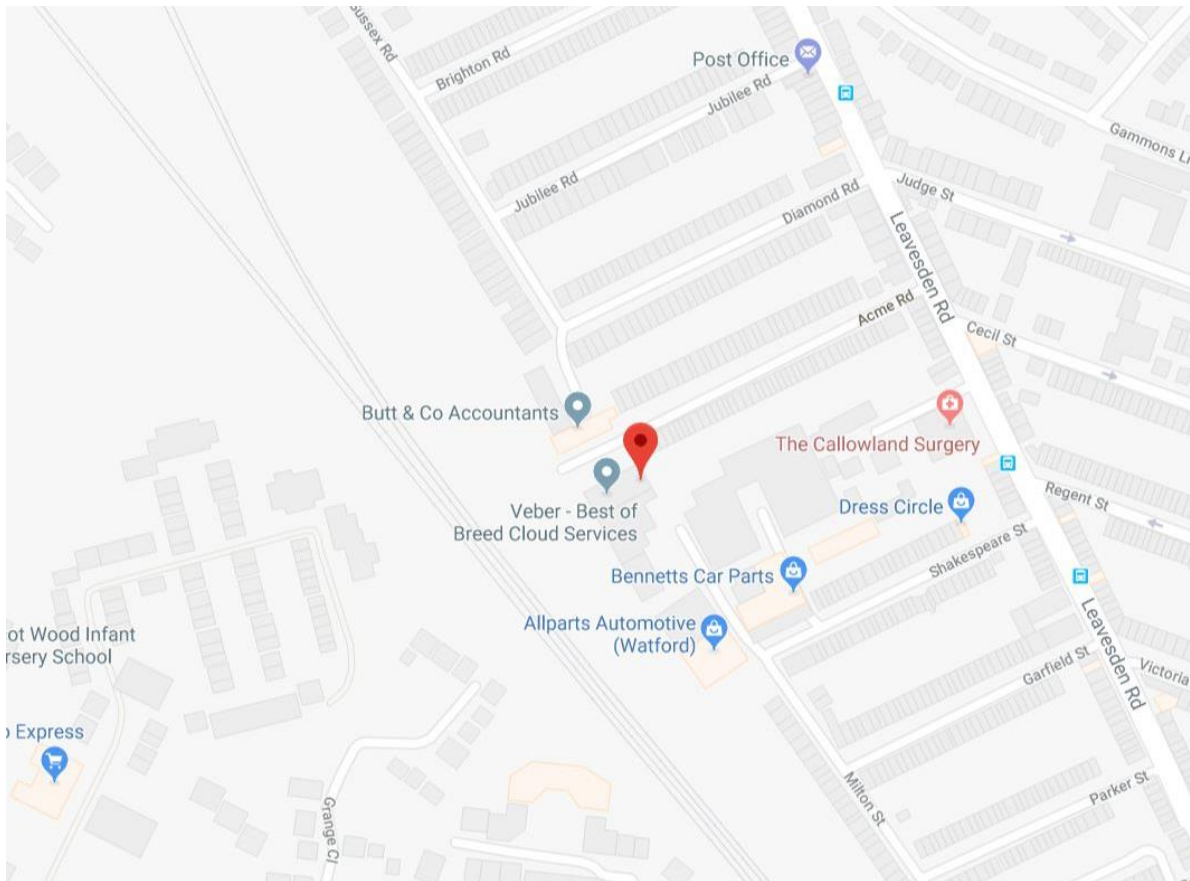 Sussex Rd
Brighton Rd
Post Office
Jubilee Rd
Gammons
Jubilee Rd
Diamond Rd
Judge St
Leavesden Rd
Acme Rd
Cecil St
Butt & Co Accountants
The Callowland Surgery
Veber - Best of
Breed Cloud Services
Dress Circle
Regent St
Shakespeare St
Bennetts Car Parts
Allparts Automotive
(Watford)
ot Wood Infant
rsery School
Leavesden Rd
Garfield St
Victoria
Express
Grange Cl
Milton St
Parker St